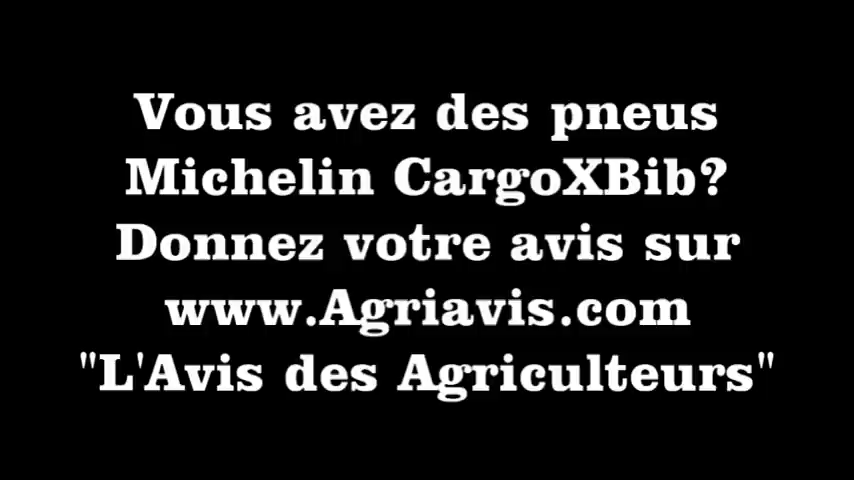 Vous avez des pneus
Michelin CargoXBib?
Donnez votre avis sur
www.Agriavis.com
"L'Avis des Agriculteurs"